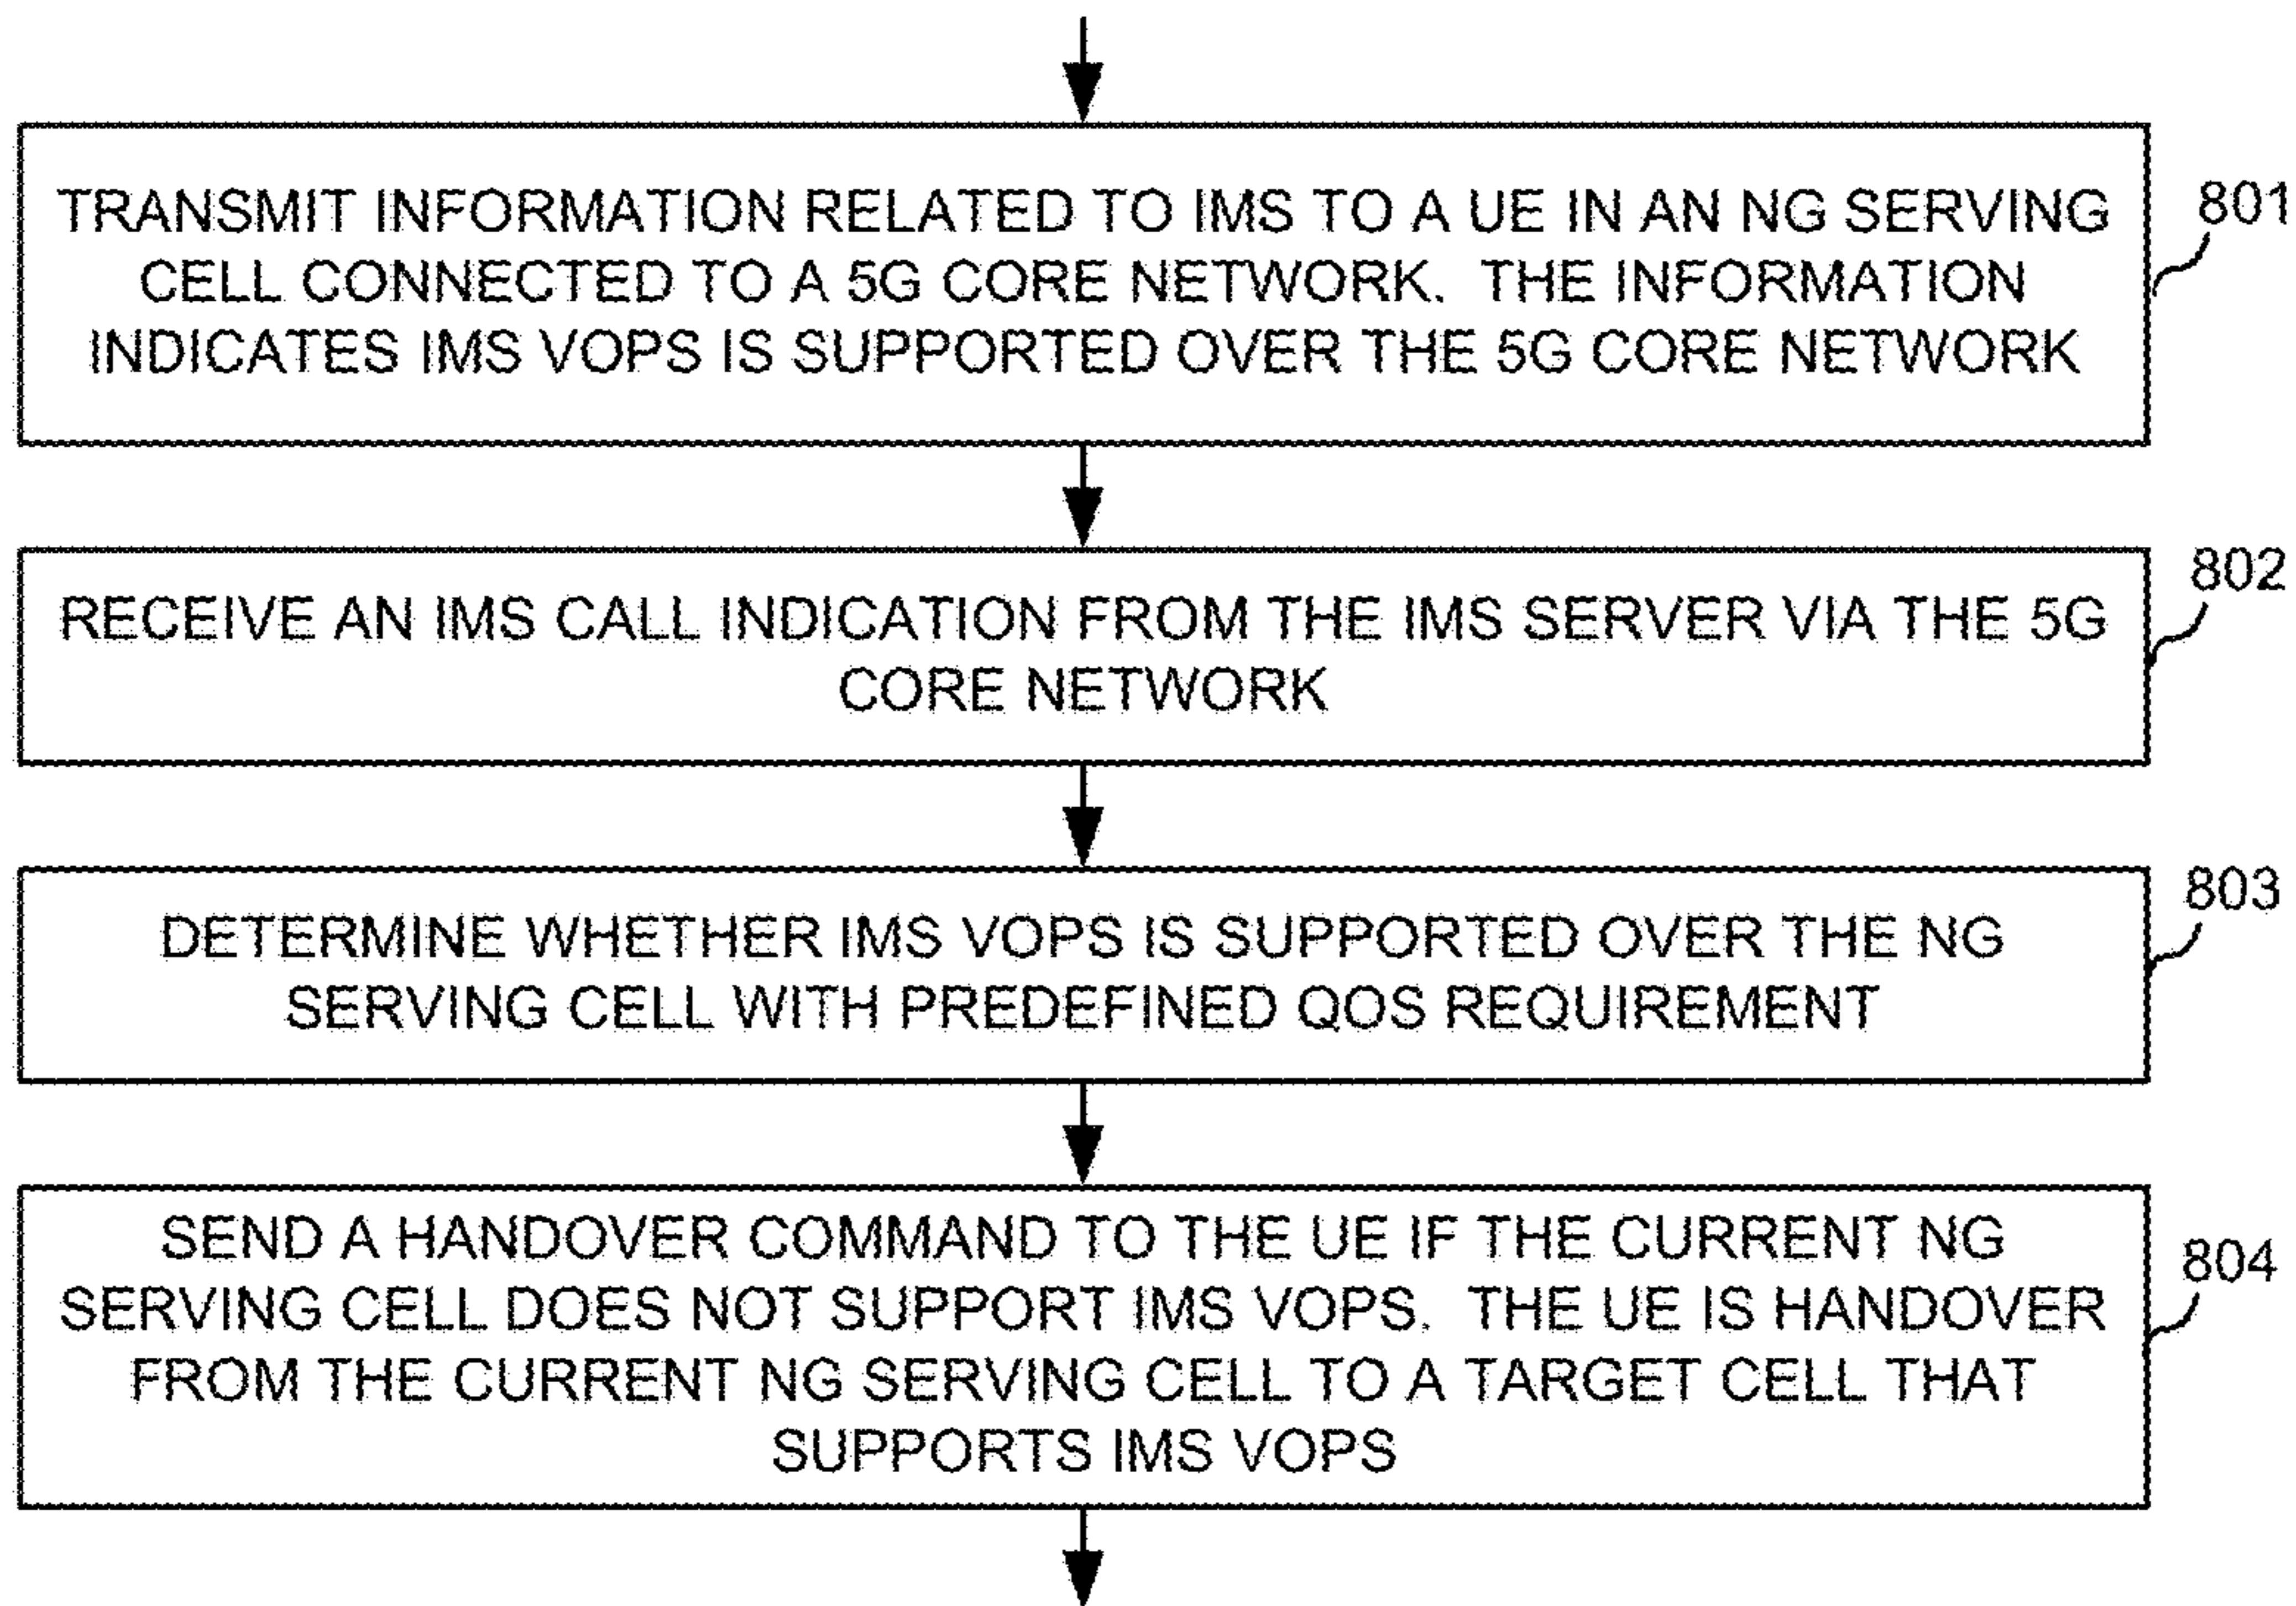 TRANSMIT INFORMATION RELATED TO IMS TO A UE IN AN NG SERVING
CELL CONNECTED TO A 5G CORE NETWORK. THE INFORMATION
INDICATES IMS VOPS IS SUPPORTED OVER THE 5G CORE NETWORK
801
RECEIVE AN IMS CALL INDICATION FROM THE IMS SERVER VIA THE 5G
CORE NETWORK
802
DETERMINE WHETHER IMS VOPS IS SUPPORTED OVER THE NG
SERVING CELL WITH PREDEFINED QOS REQUIREMENT
803
SEND A HANDOVER COMMAND TO THE UE IF THE CURRENT NG
SERVING CELL DOES NOT SUPPORT IMS VOPS. THE UE IS HANDOVER
FROM THE CURRENT NG SERVING CELL TO A TARGET CELL THAT
SUPPORTS IMS VOPS
804